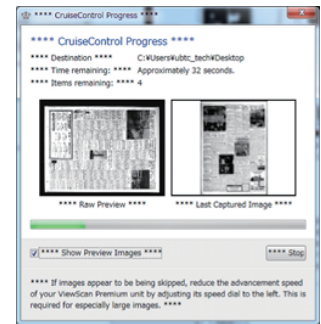 **** CruiseControl Progress ****
**** CruiseControl Progress ****
**** Destination **** C:¥Users¥ubtc_tech¥Desktop
**** Time remaining: **** Approximately 32 seconds.
**** Items remaining: **** 4
**** Raw Preview **** **** Last Captured Image ****
**** Show Preview Images **** **** Stop
**** If images appear to be being skipped, reduce the advancement speed
of your ViewScan Premium unit by adjusting its speed dial to the left. This is
required for especially large images. ****